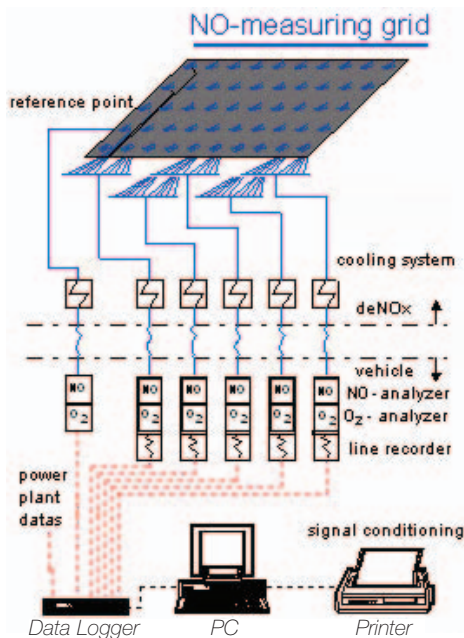 NO-measuring grid
reference point
cooling system
deNOx
vehicle
NO NO NO NO NO NO
NO - analyzer
O2 O2 O2 O2 O2 O2
O2 - analyzer
line recorder
power
plant
datas
signal conditioning
Data Logger
PC
Printer